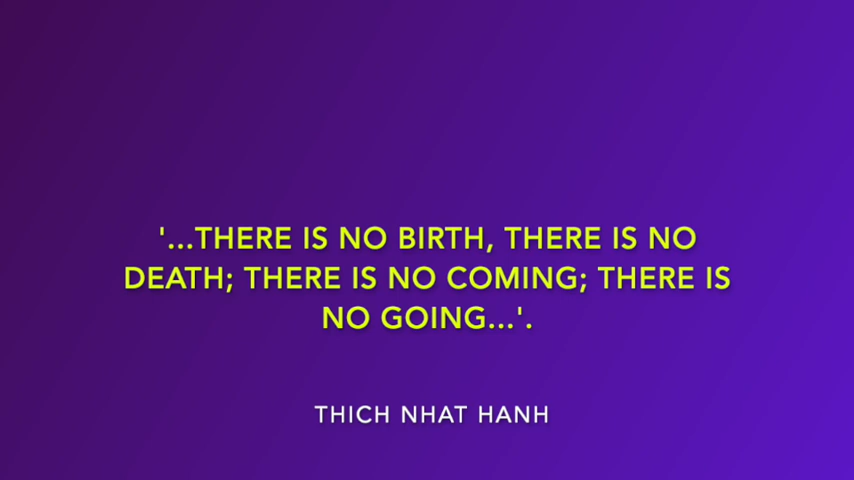 '...THERE IS NO BIRTH, THERE IS NO
DEATH; THERE IS NO COMING; THERE IS
NO GOING...'.
THICH NHAT HANH